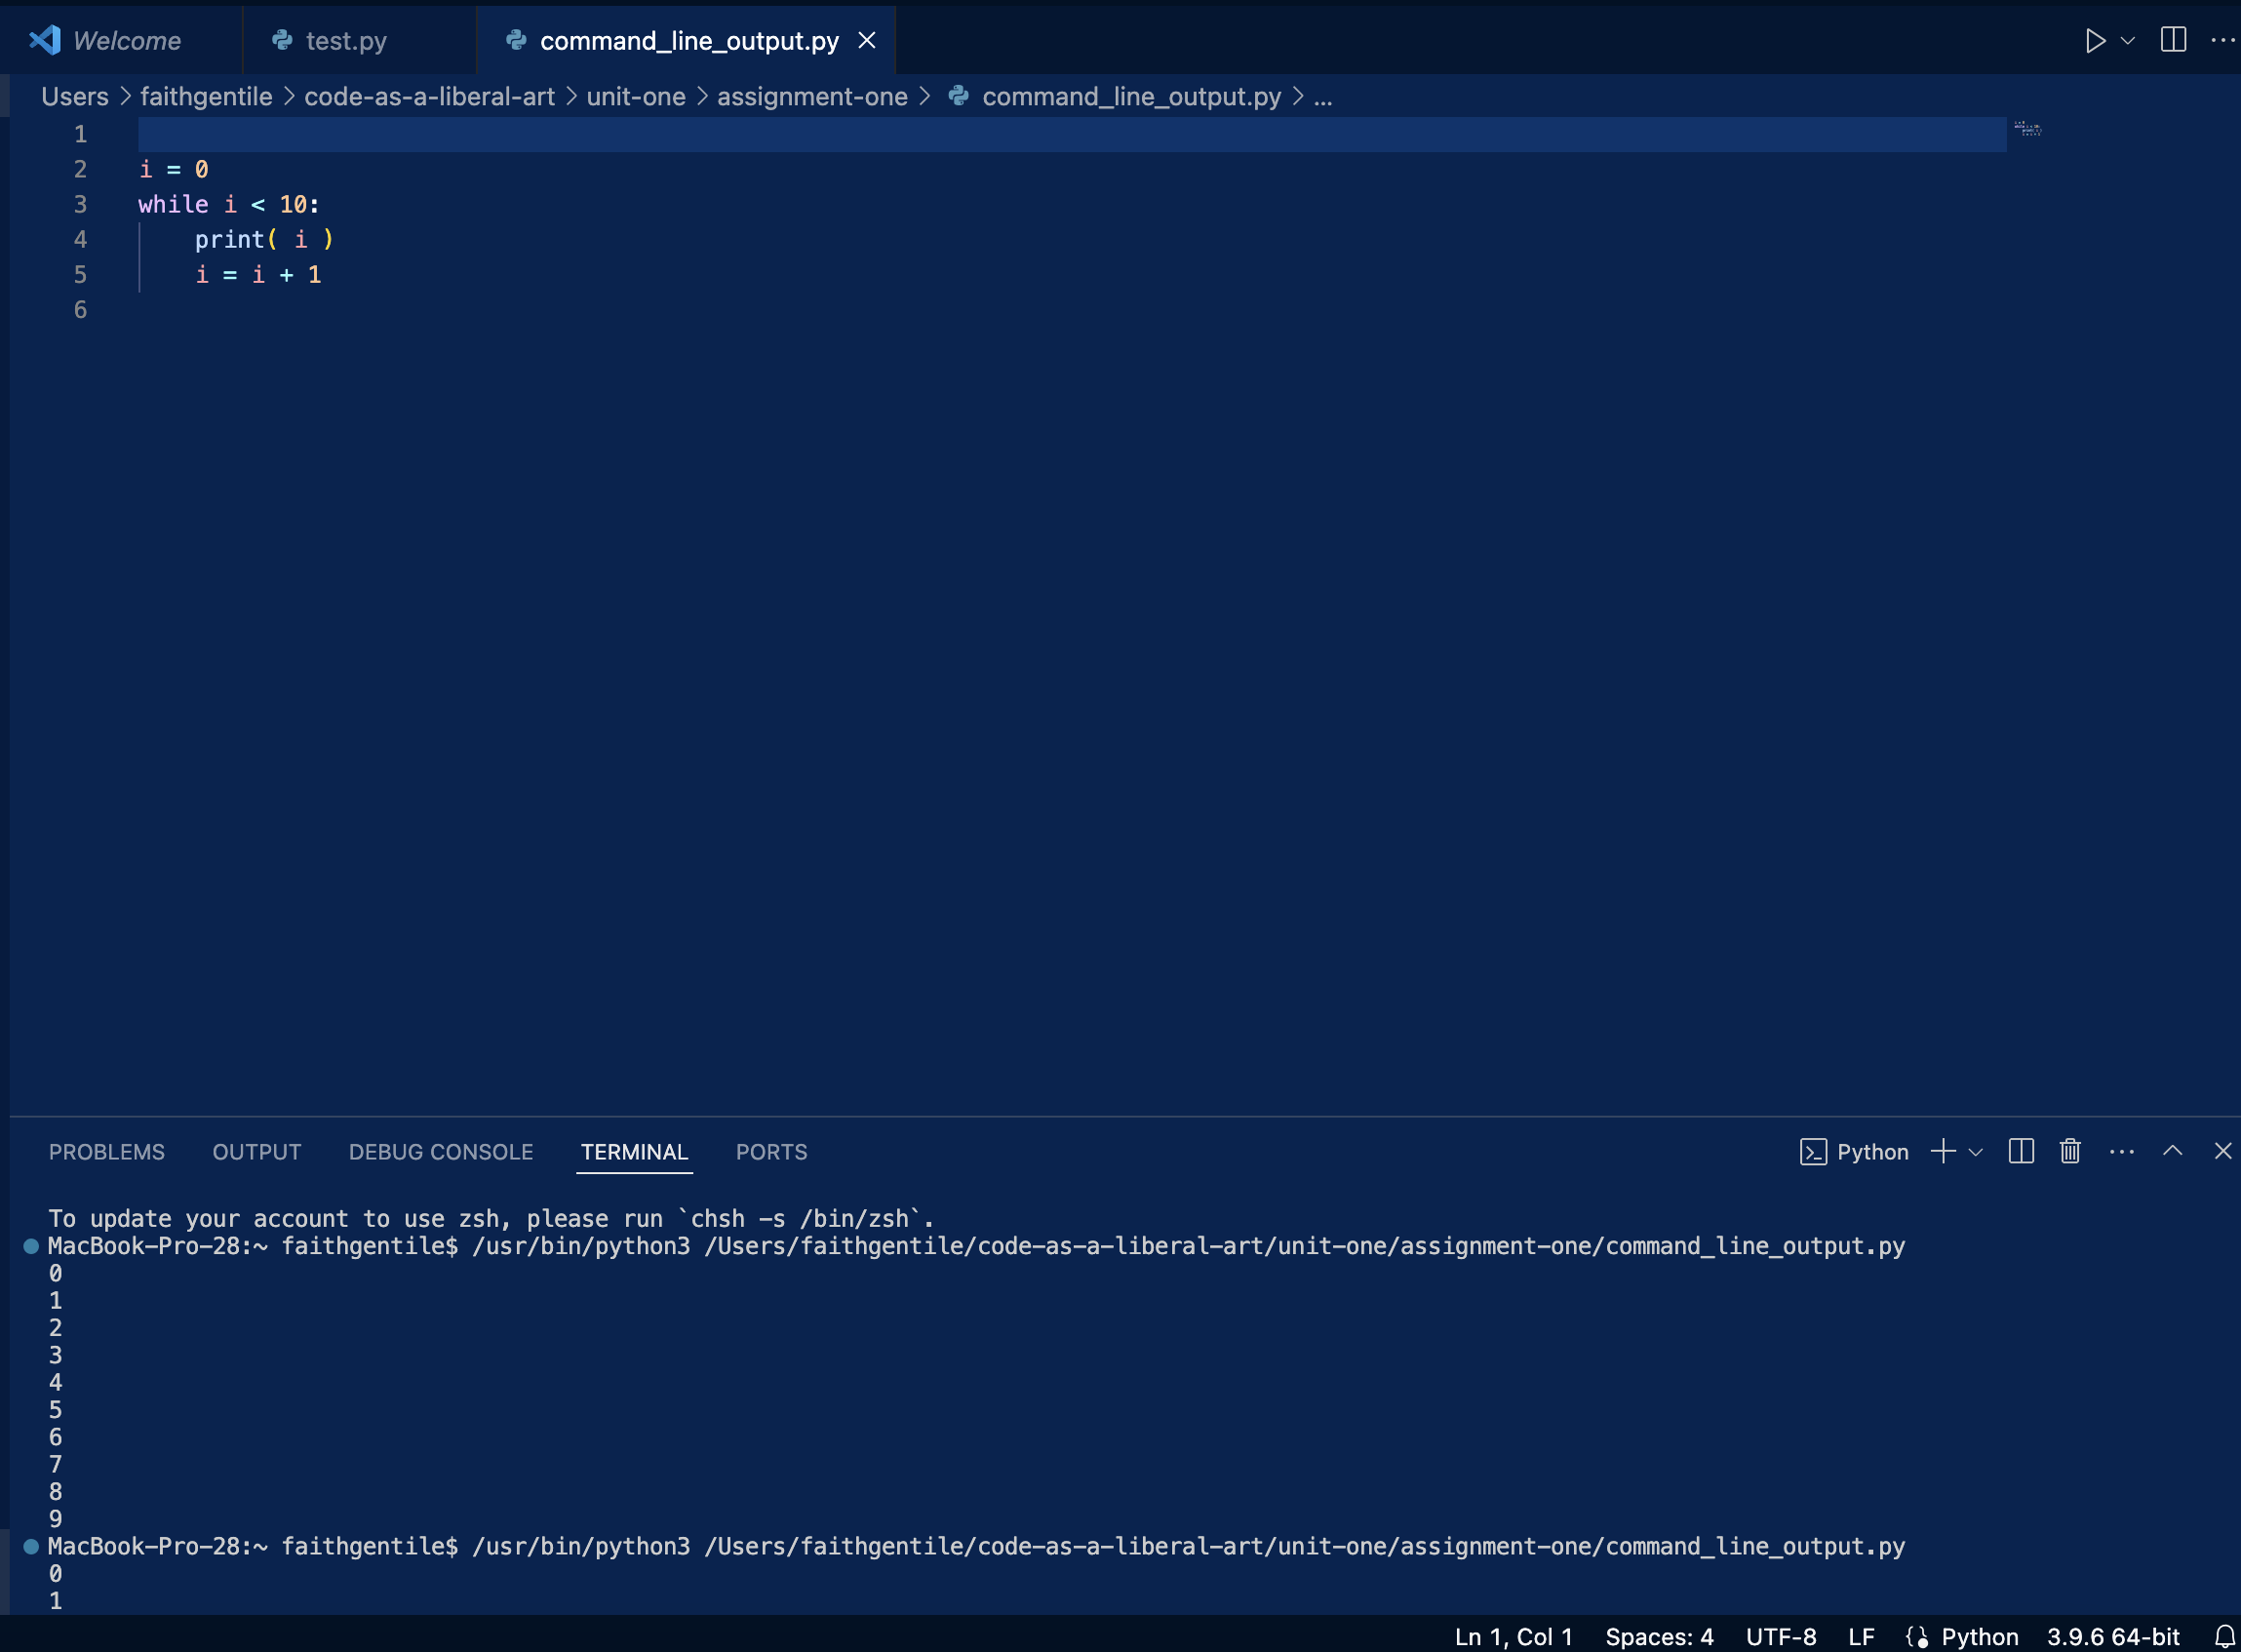 Welcome test.py command_line_output.py
Users > faithgentile > code-as-a-liberal-art > unit-one > assignment-one > command_line_output.py > ...
1
2 i = 0
3 while i < 10:
4     print( i )
5     i = i + 1
6
PROBLEMS OUTPUT DEBUG CONSOLE TERMINAL PORTS Python
To update your account to use zsh, please run `chsh -s /bin/zsh`.
MacBook-Pro-28:~ faithgentile$ /usr/bin/python3 /Users/faithgentile/code-as-a-liberal-art/unit-one/assignment-one/command_line_output.py
0
1
2
3
4
5
6
7
8
9
MacBook-Pro-28:~ faithgentile$ /usr/bin/python3 /Users/faithgentile/code-as-a-liberal-art/unit-one/assignment-one/command_line_output.py
0
1
Ln 1, Col 1 Spaces: 4 UTF-8 LF Python 3.9.6 64-bit